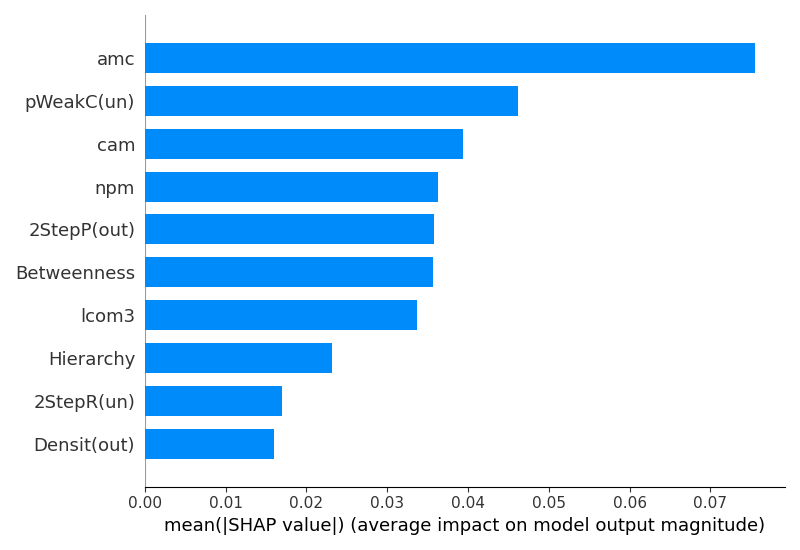 amc
pWeakC(un)
cam
npm
2StepP(out)
Betweenness
lcom3
Hierarchy
2StepR(un)
Densit(out)
0.00 0.01 0.02 0.03 0.04 0.05 0.06 0.07
mean(|SHAP value|) (average impact on model output magnitude)